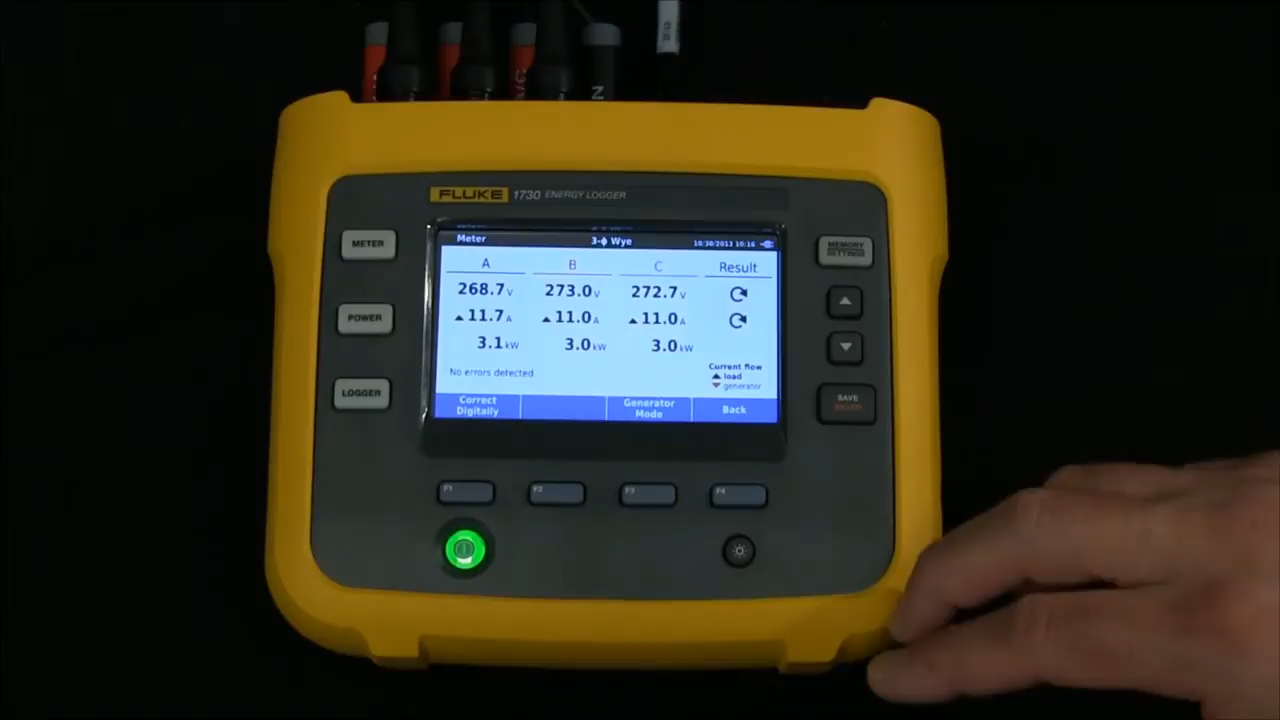 N
FLUKE 1730 ENERGY LOGGER
Meter 3-ϕ Wye 10/30/2013 10:16
METER
MEMORY
SETTINGS
A B C Result
268.7 V 273.0 V 272.7 V
▲11.7 A ▲11.0 A ▲11.0 A
POWER
3.1 kW 3.0 kW 3.0 kW
No errors detected
Current flow
▲ load
▼ generator
LOGGER
SAVE
Correct
Digitally
Generator
Mode
Back
F1 F2 F3 F4